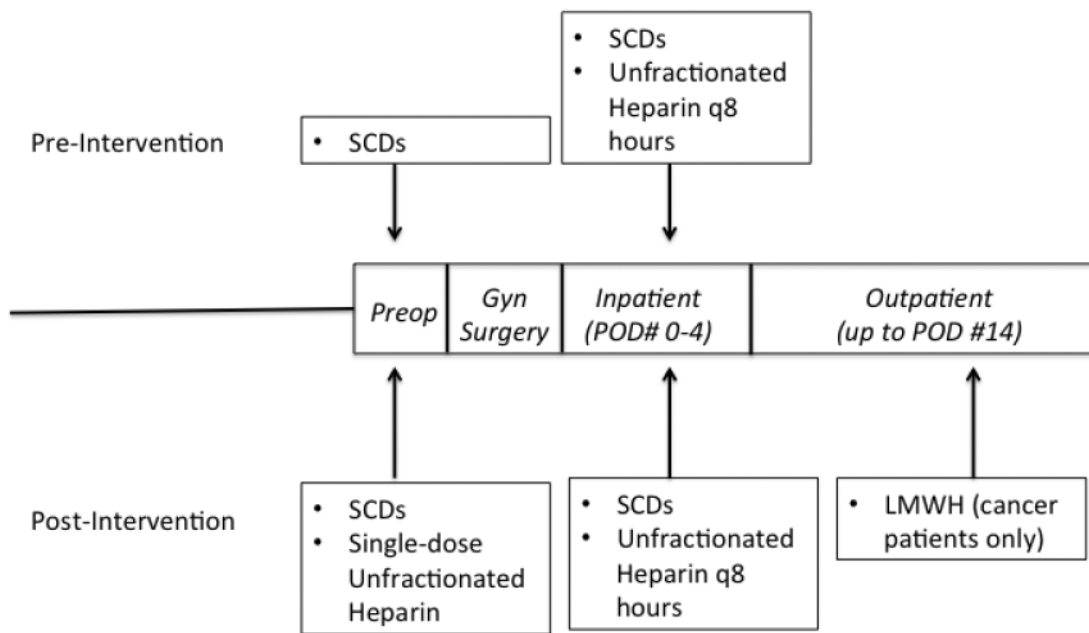 • SCDs
• Unfractionated
Heparin q8
hours
Pre-Intervention
• SCDs
Preop
Gyn
Surgery
Inpatient
(POD# 0-4)
Outpatient
(up to POD #14)
Post-Intervention
• SCDs
• Single-dose
Unfractionated
Heparin
• SCDs
• Unfractionated
Heparin q8
hours
• LMWH (cancer
patients only)